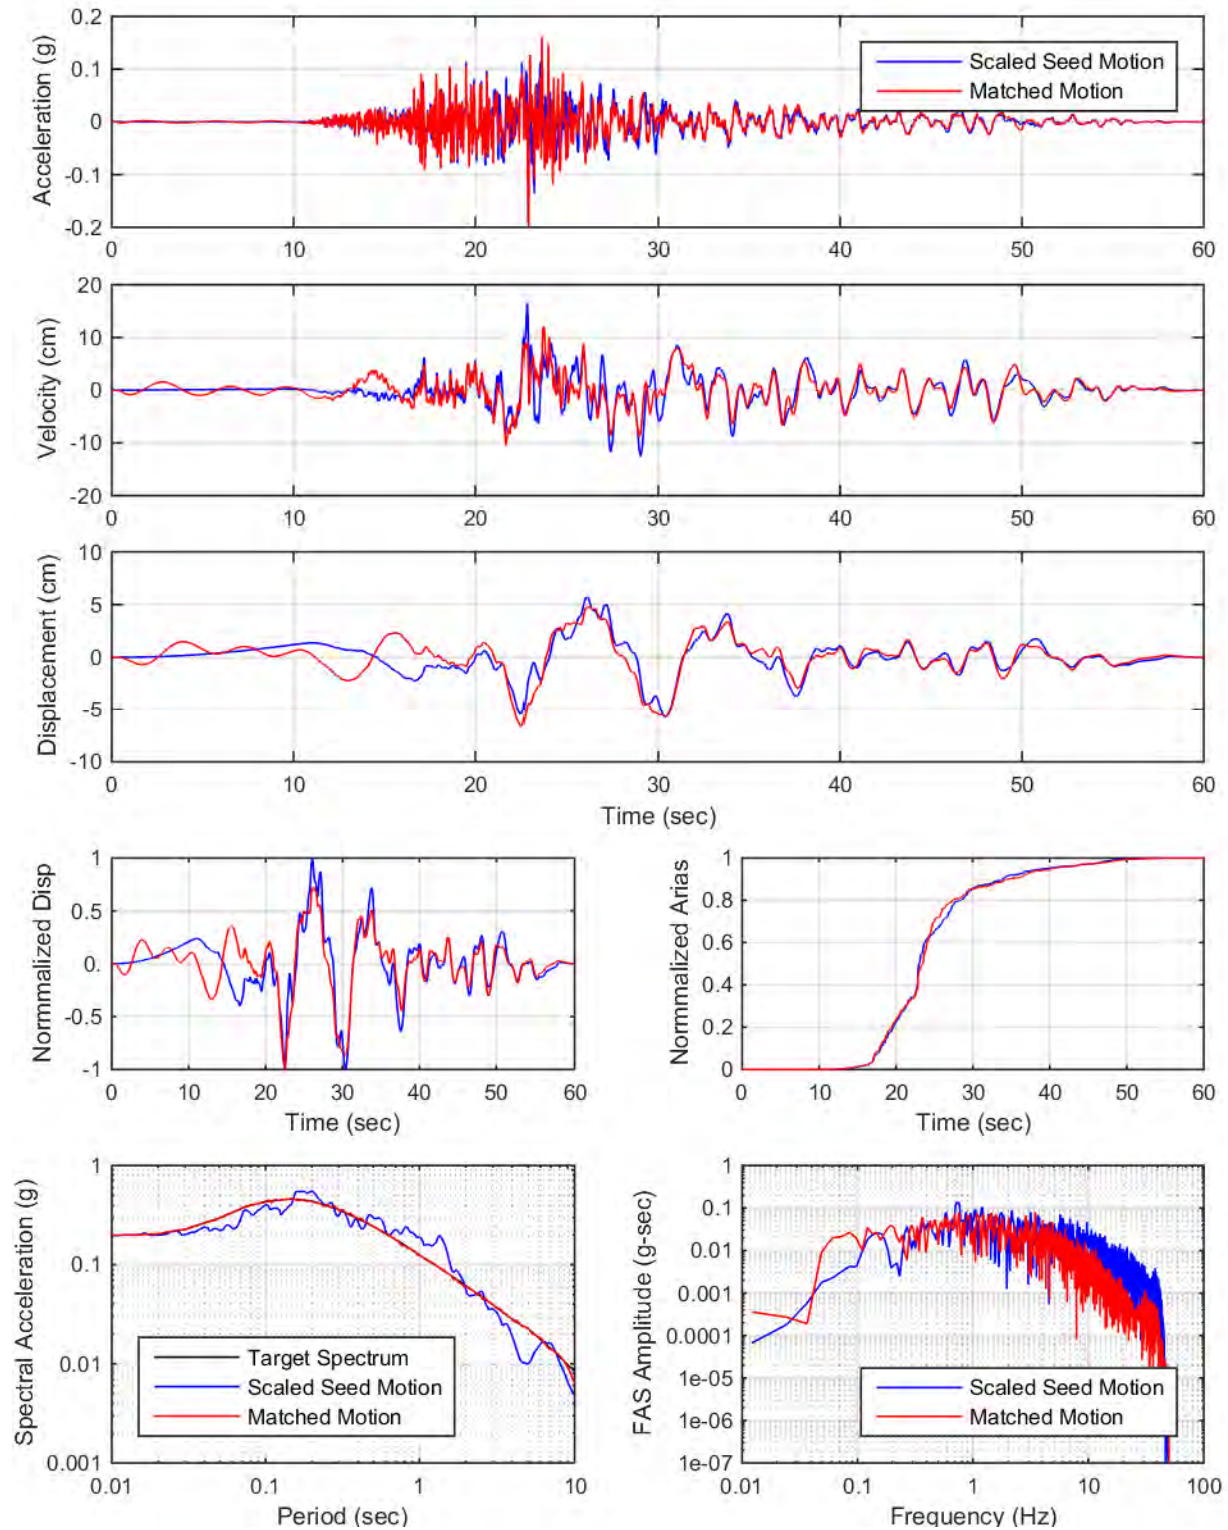 0.2
0.1
0
-0.1
-0.2
Acceleration (g)
Scaled Seed Motion
Matched Motion
0 10 20 30 40 50 60
20
10
0
-10
-20
Velocity (cm)
0 10 20 30 40 50 60
10
5
0
-5
-10
Displacement (cm)
0 10 20 30 40 50 60
Time (sec)
1
0.5
0.
-0.5
-1
Normmalized Disp
0 10 20 30 40 50 60
Time (sec)
1
0.8
0.6
0.4
0.2
0
Normmalized Arias
0 10 20 30 40 50 60
Time (sec)
1
0.1
0.01
0.001
Spectral Acceleration (g)
Target Spectrum
Scaled Seed Motion
Matched Motion
0.01 0.1 1 10
Period (sec)
1
0.1
0.01
0.001
0.0001
1e-05
1e-06
1e-07
FAS Amplitude (g-sec)
Scaled Seed Motion
Matched Motion
0.01 0.1 1 10 100
Frequency (Hz)